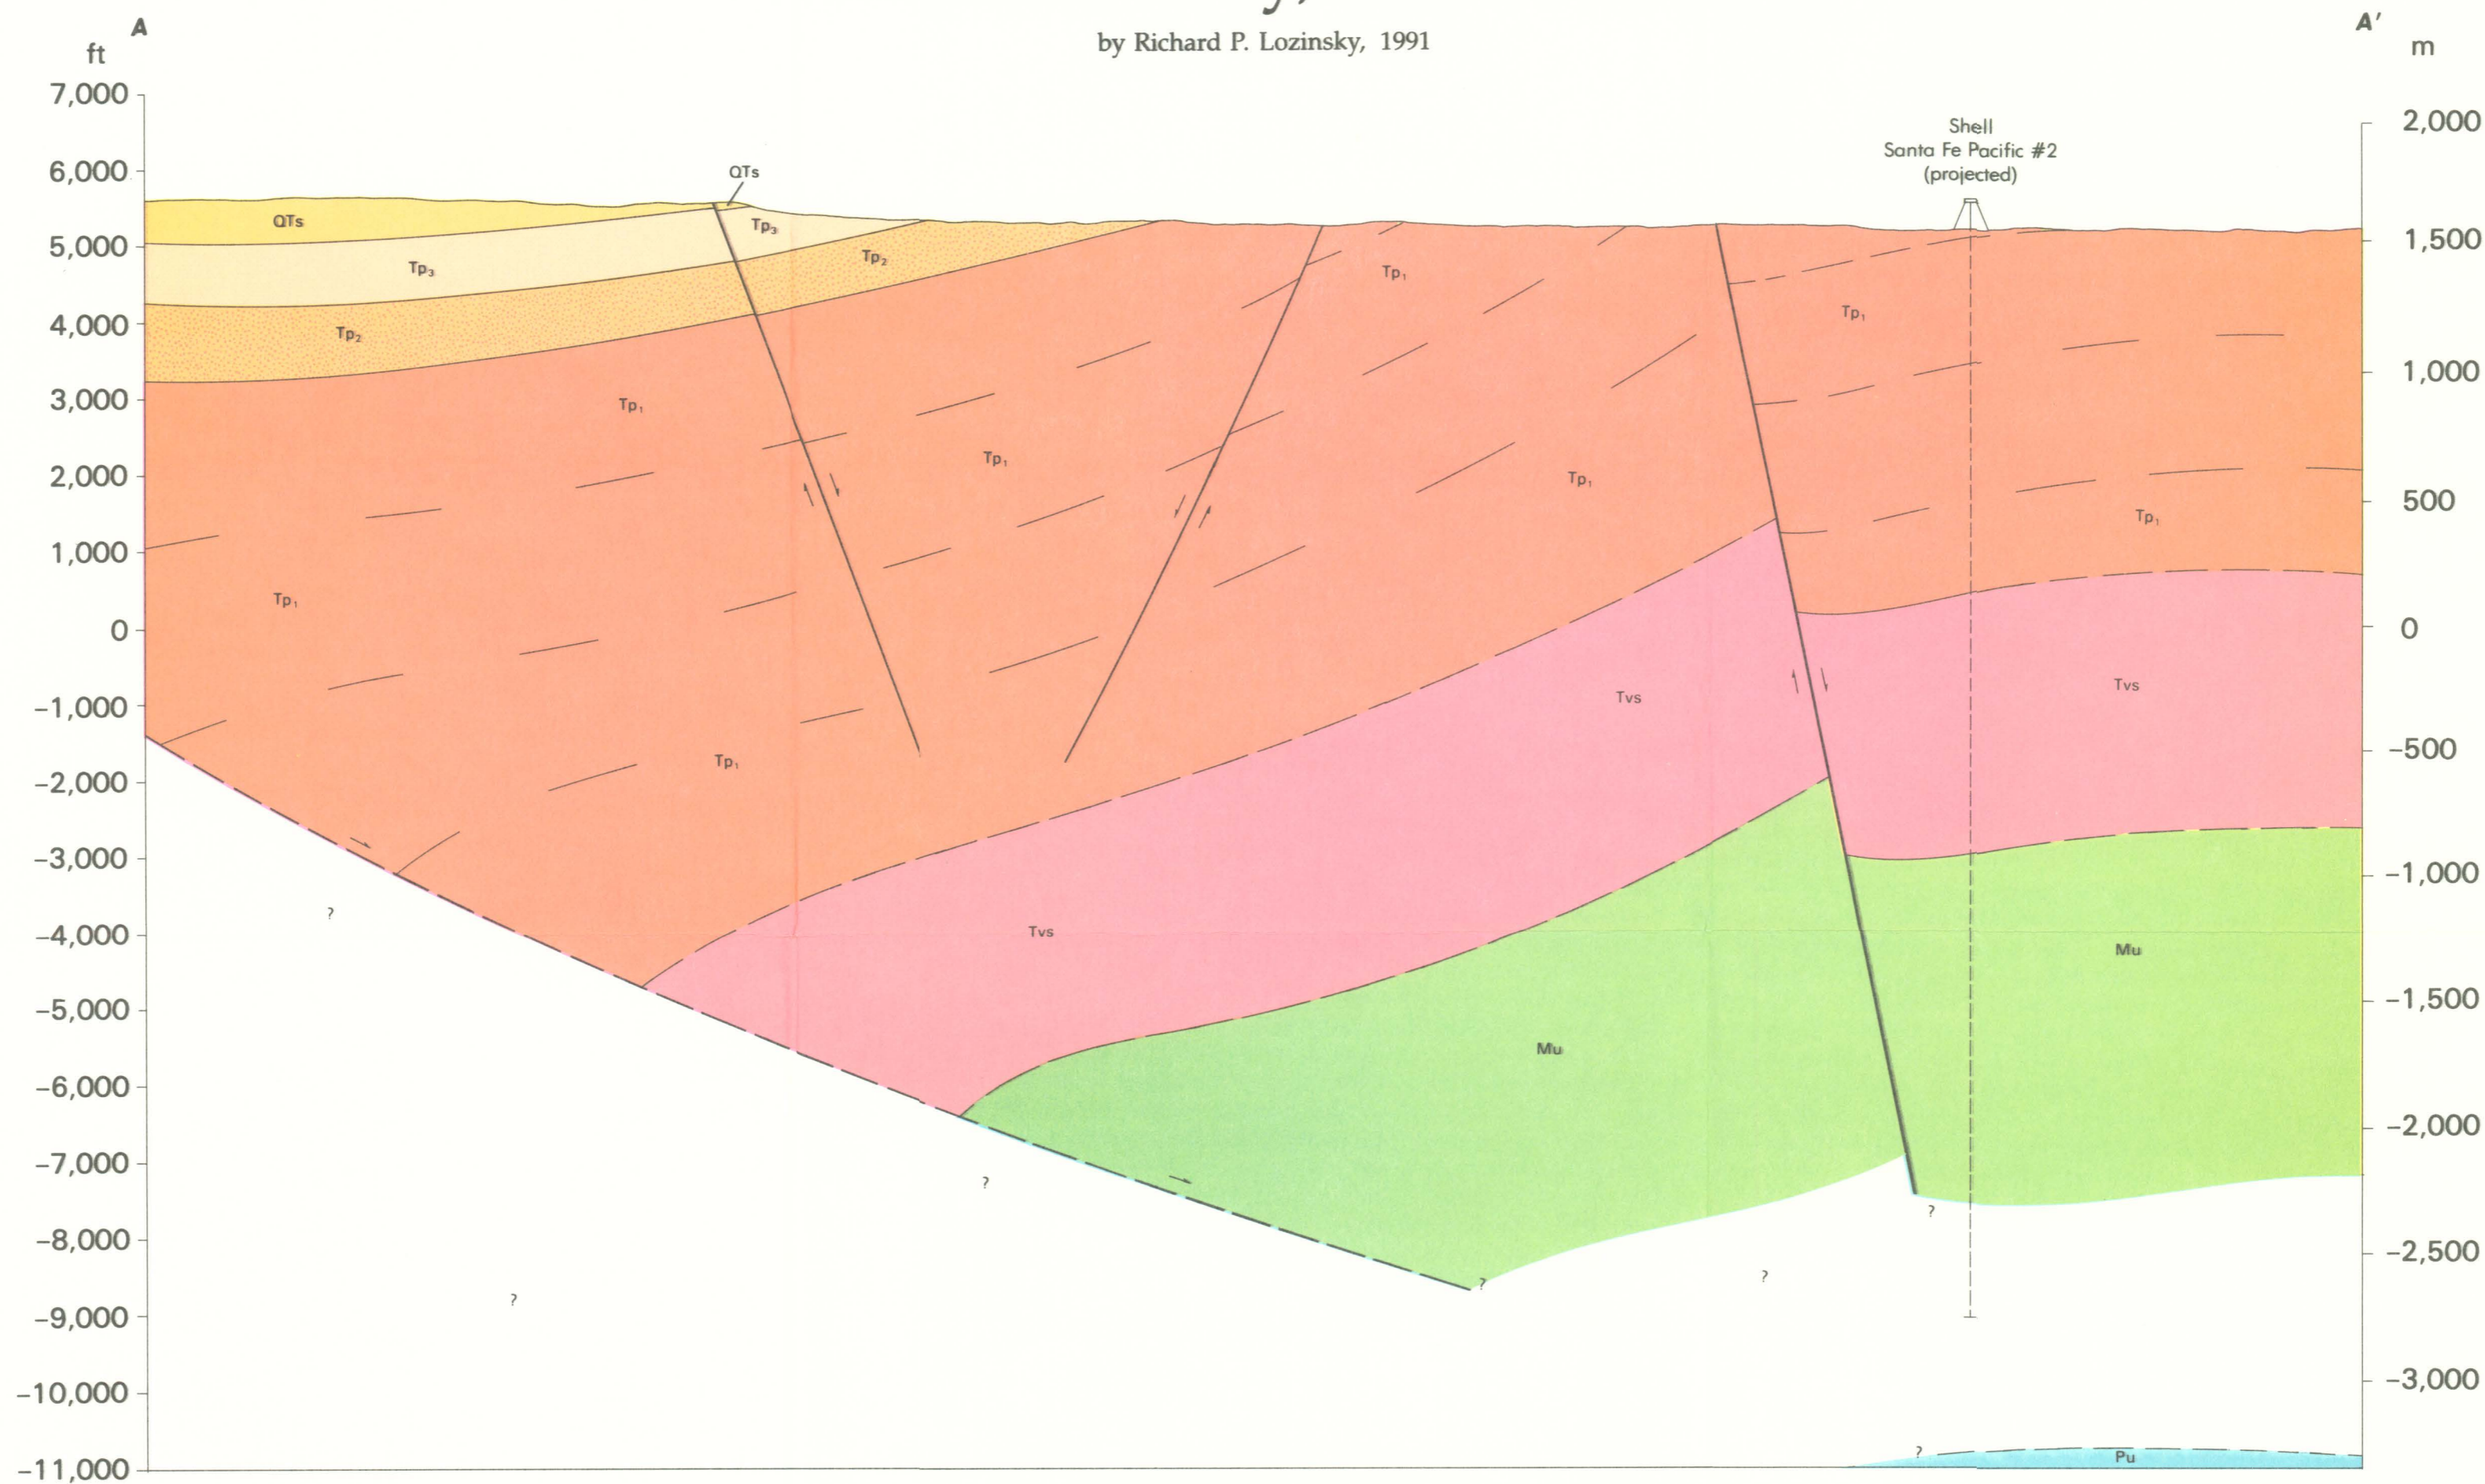 by Richard P. Lozinsky, 1991
A
A'
ft
m
7,000
6,000
5,000
4,000
3,000
2,000
1,000
0
−1,000
−2,000
−3,000
−4,000
−5,000
−6,000
−7,000
−8,000
−9,000
−10,000
−11,000
2,000
1,500
1,000
500
0
−500
−1,000
−1,500
−2,000
−2,500
−3,000
Shell
Santa Fe Pacific #2
(projected)
QTs
QTs
Tp₃
Tp₃
Tp₂
Tp₂
Tp₁
Tp₁
Tp₁
Tp₁
Tp₁
Tp₁
Tp₁
Tp₁
Tvs
Tvs
Tvs
Mu
Mu
?
?
?
?
?
?
?
Pu